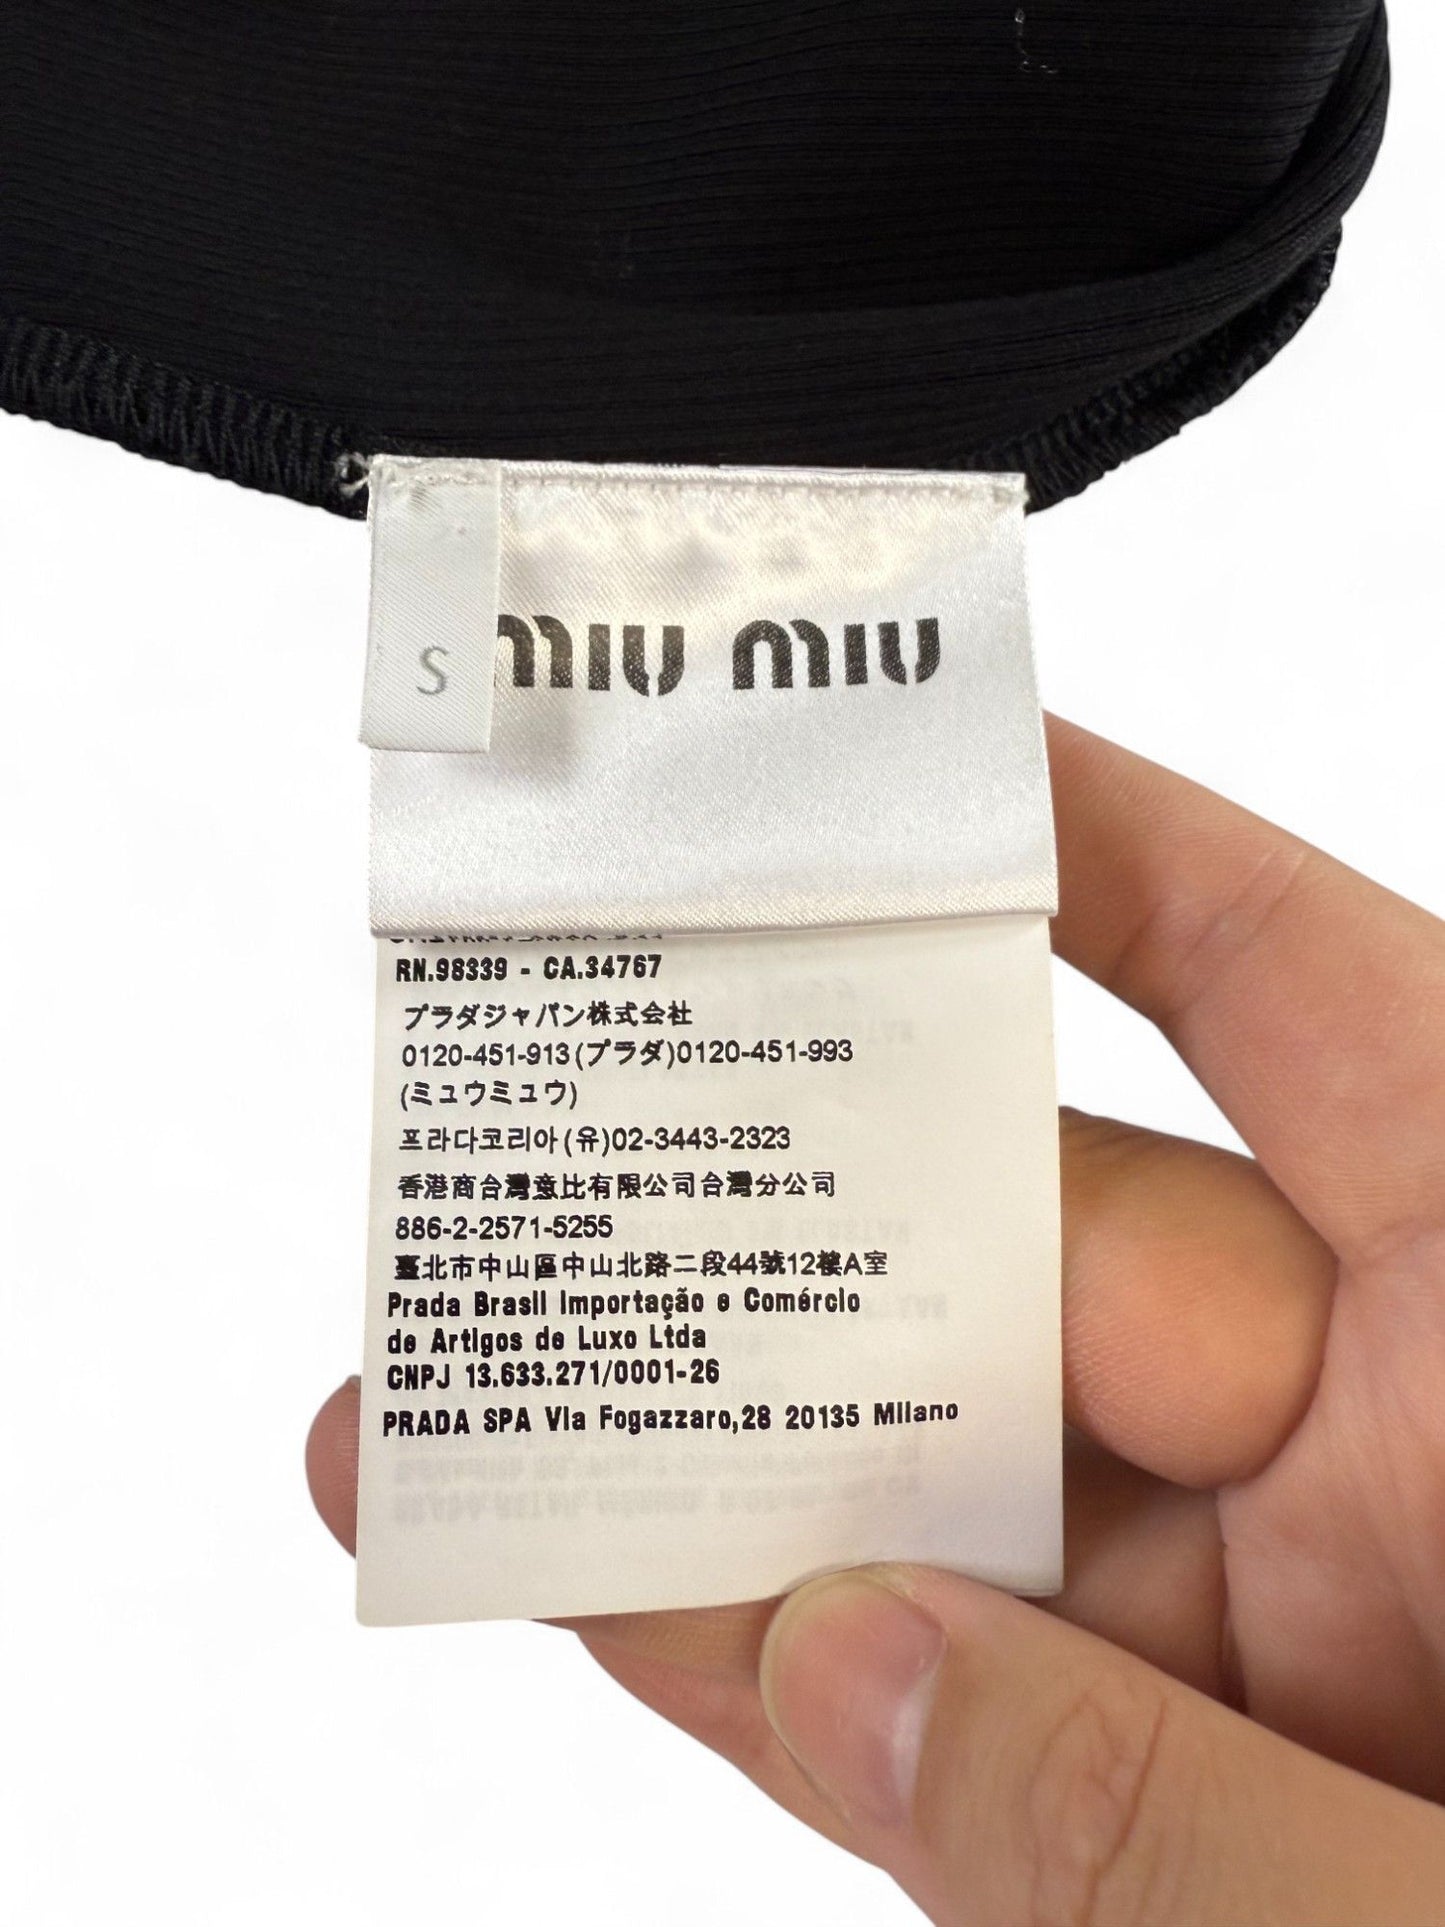 S
miu miu
RN.98339 - CA.34767
プラダジャパン株式会社
0120-451-913(プラダ)0120-451-993
(ミュウミュウ)
프라다코리아(유)02-3443-2323
香港商台灣意比有限公司台灣分公司
886-2-2571-5255
臺北市中山區中山北路二段44號12樓A室
Prada Brasil Importação e Comércio
de Artigos de Luxo Ltda
CNPJ 13.633.271/0001-26
PRADA SPA Via Fogazzaro,28 20135 Milano